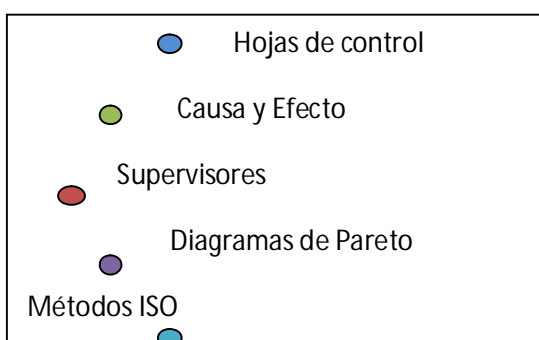 Hojas de control
Causa y Efecto
Supervisores
Diagramas de Pareto
Métodos ISO